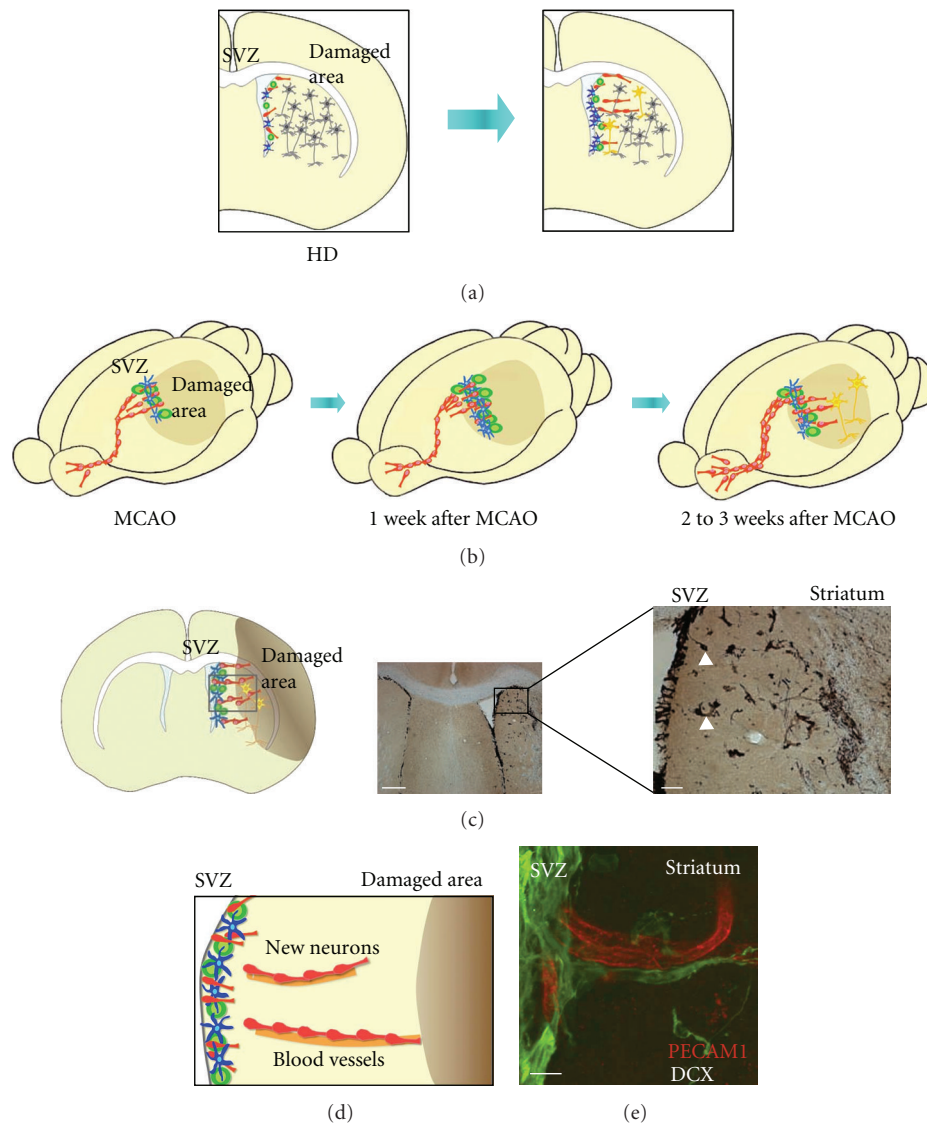 SVZ
Damaged
area
HD
(a)
SVZ
Damaged
area
MCAO
1 week after MCAO
2 to 3 weeks after MCAO
(b)
SVZ
Damaged
area
SVZ
Striatum
(c)
SVZ
Damaged area
New neurons
Blood vessels
(d)
SVZ
Striatum
PECAM1
DCX
(e)